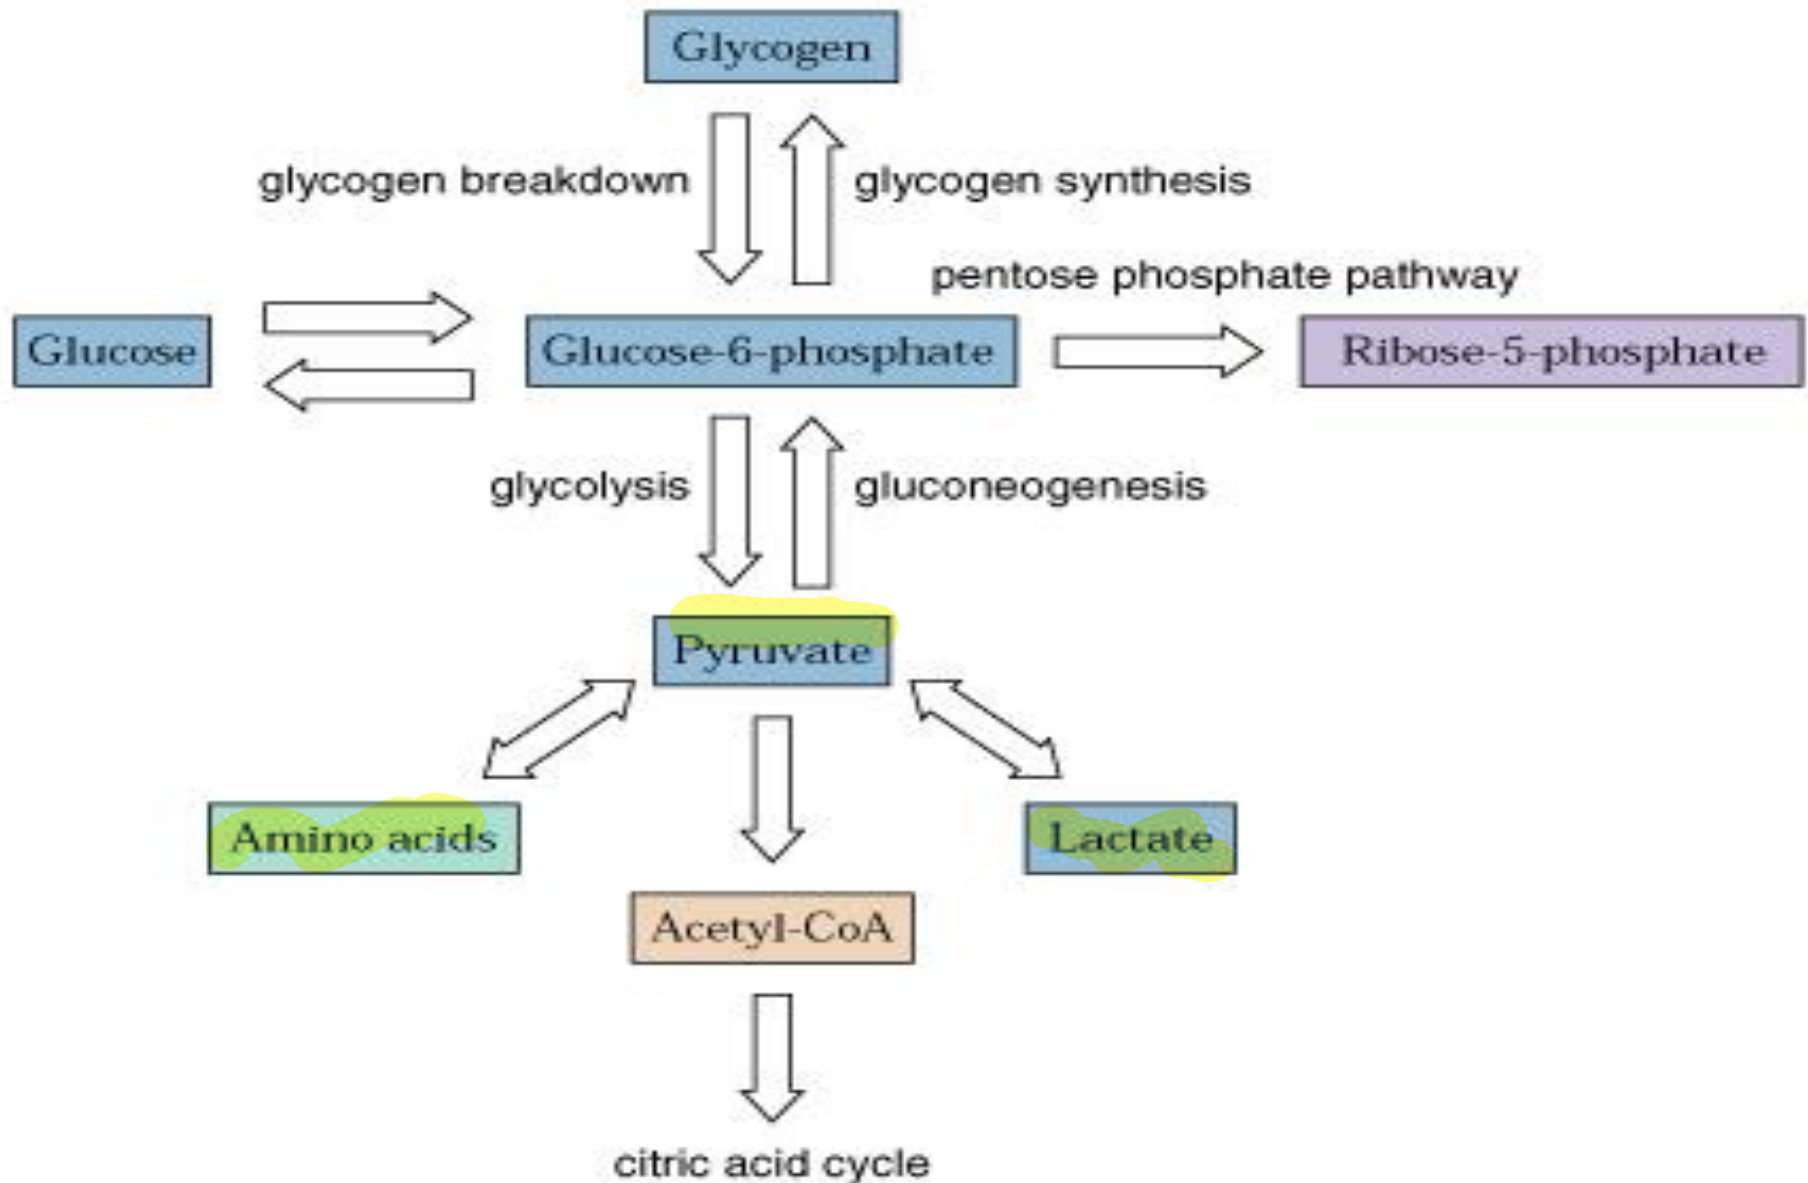 Glycogen
glycogen breakdown
glycogen synthesis
pentose phosphate pathway
Glucose
Glucose-6-phosphate
Ribose-5-phosphate
glycolysis
gluconeogenesis
Pyruvate
Amino acids
Lactate
Acetyl-CoA
citric acid cycle